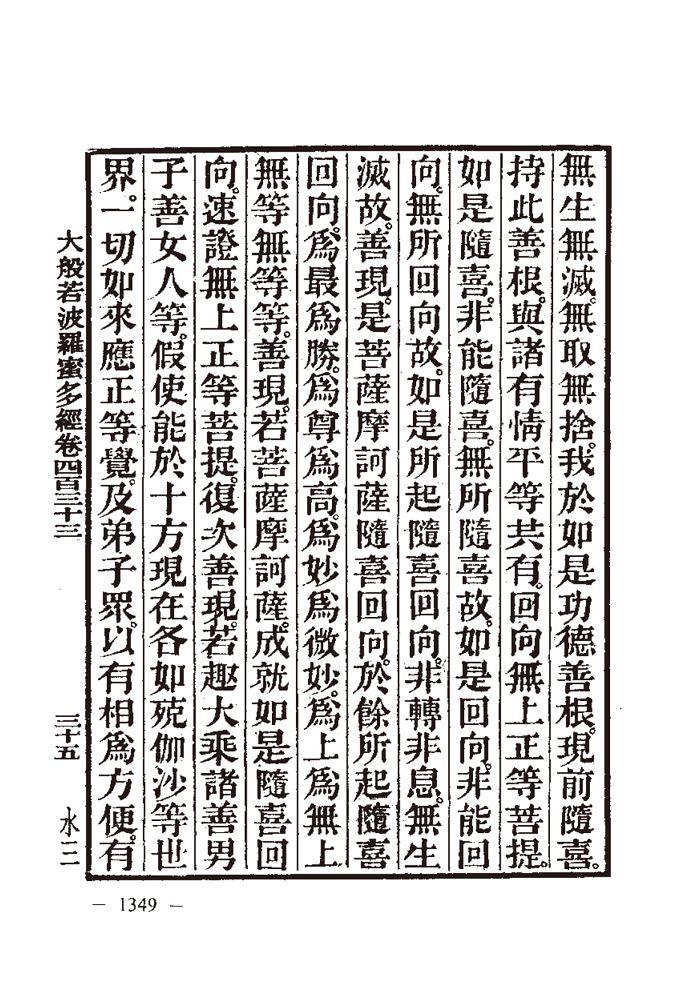 無生無滅。無取無捨。我於如是功德善根。現前隨喜。
持此善根。與諸有情平等共有。回向無上正等菩提。
如是隨喜。非能隨喜。無所隨喜故。如是回向。非能回
向。無所回向故。如是所起隨喜回向。非轉非息。無生
滅故。善現。是菩薩摩訶薩隨喜回向。於餘所起隨喜
回向。爲最爲勝。爲尊爲高。爲妙爲微妙。爲上爲無上。
無等無等等。善現。若菩薩摩訶薩。成就如是隨喜回
向。速證無上正等菩提。復次善現。若趣大乘諸善男
子善女人等。假使能於十方現在各如殑伽沙等世
界。一切如來應正等覺。及弟子眾。以有相爲方便。有
大般若波羅蜜多經卷四百三十三
三十五
水三
— 1349 —